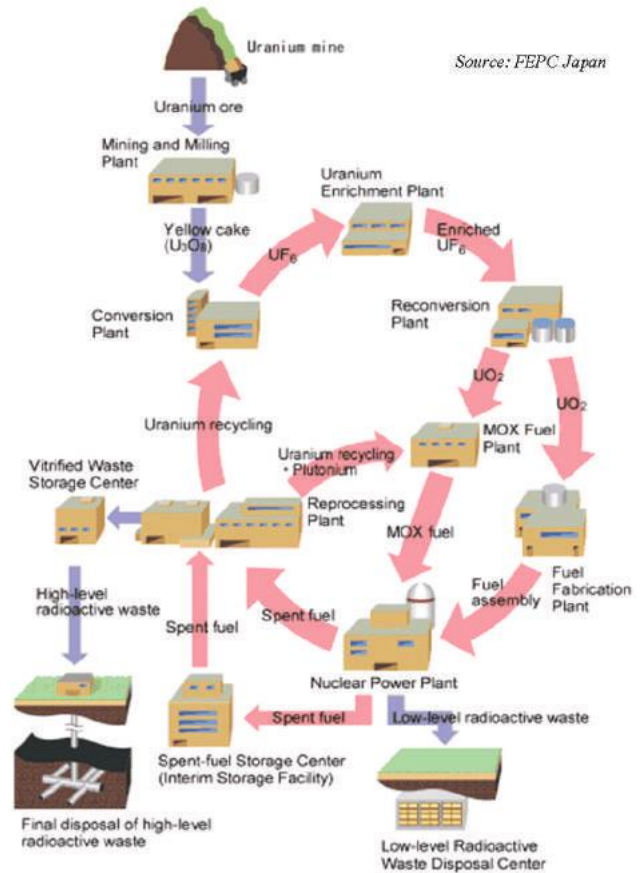 Uranium mine
Source: FEPC Japan
Uranium ore
Mining and Milling
Plant
Uranium
Enrichment Plant
Yellow cake
(U₃O₈)
UF₆
Enriched
UF₆
Conversion
Plant
Reconversion
Plant
UO₂
UO₂
Uranium recycling
MOX Fuel
Plant
Uranium recycling
・Plutonium
Vitrified Waste
Storage Center
Reprocessing
Plant
MOX fuel
High-level
radioactive waste
Spent fuel
Spent fuel
Fuel
assembly
Fuel
Fabrication
Plant
Nuclear Power Plant
Spent fuel
Low-level radioactive waste
Spent-fuel Storage Center
(Interim Storage Facility)
Final disposal of high-level
radioactive waste
Low-level Radioactive
Waste Disposal Center